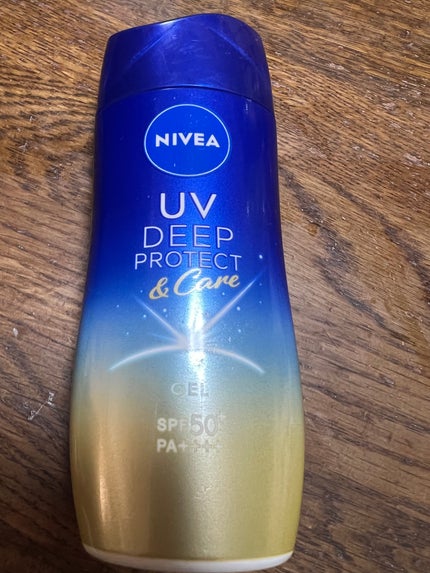 NIVEA
UV
DEEP
PROTECT
& Care
GEL
SPF50+
PA++++